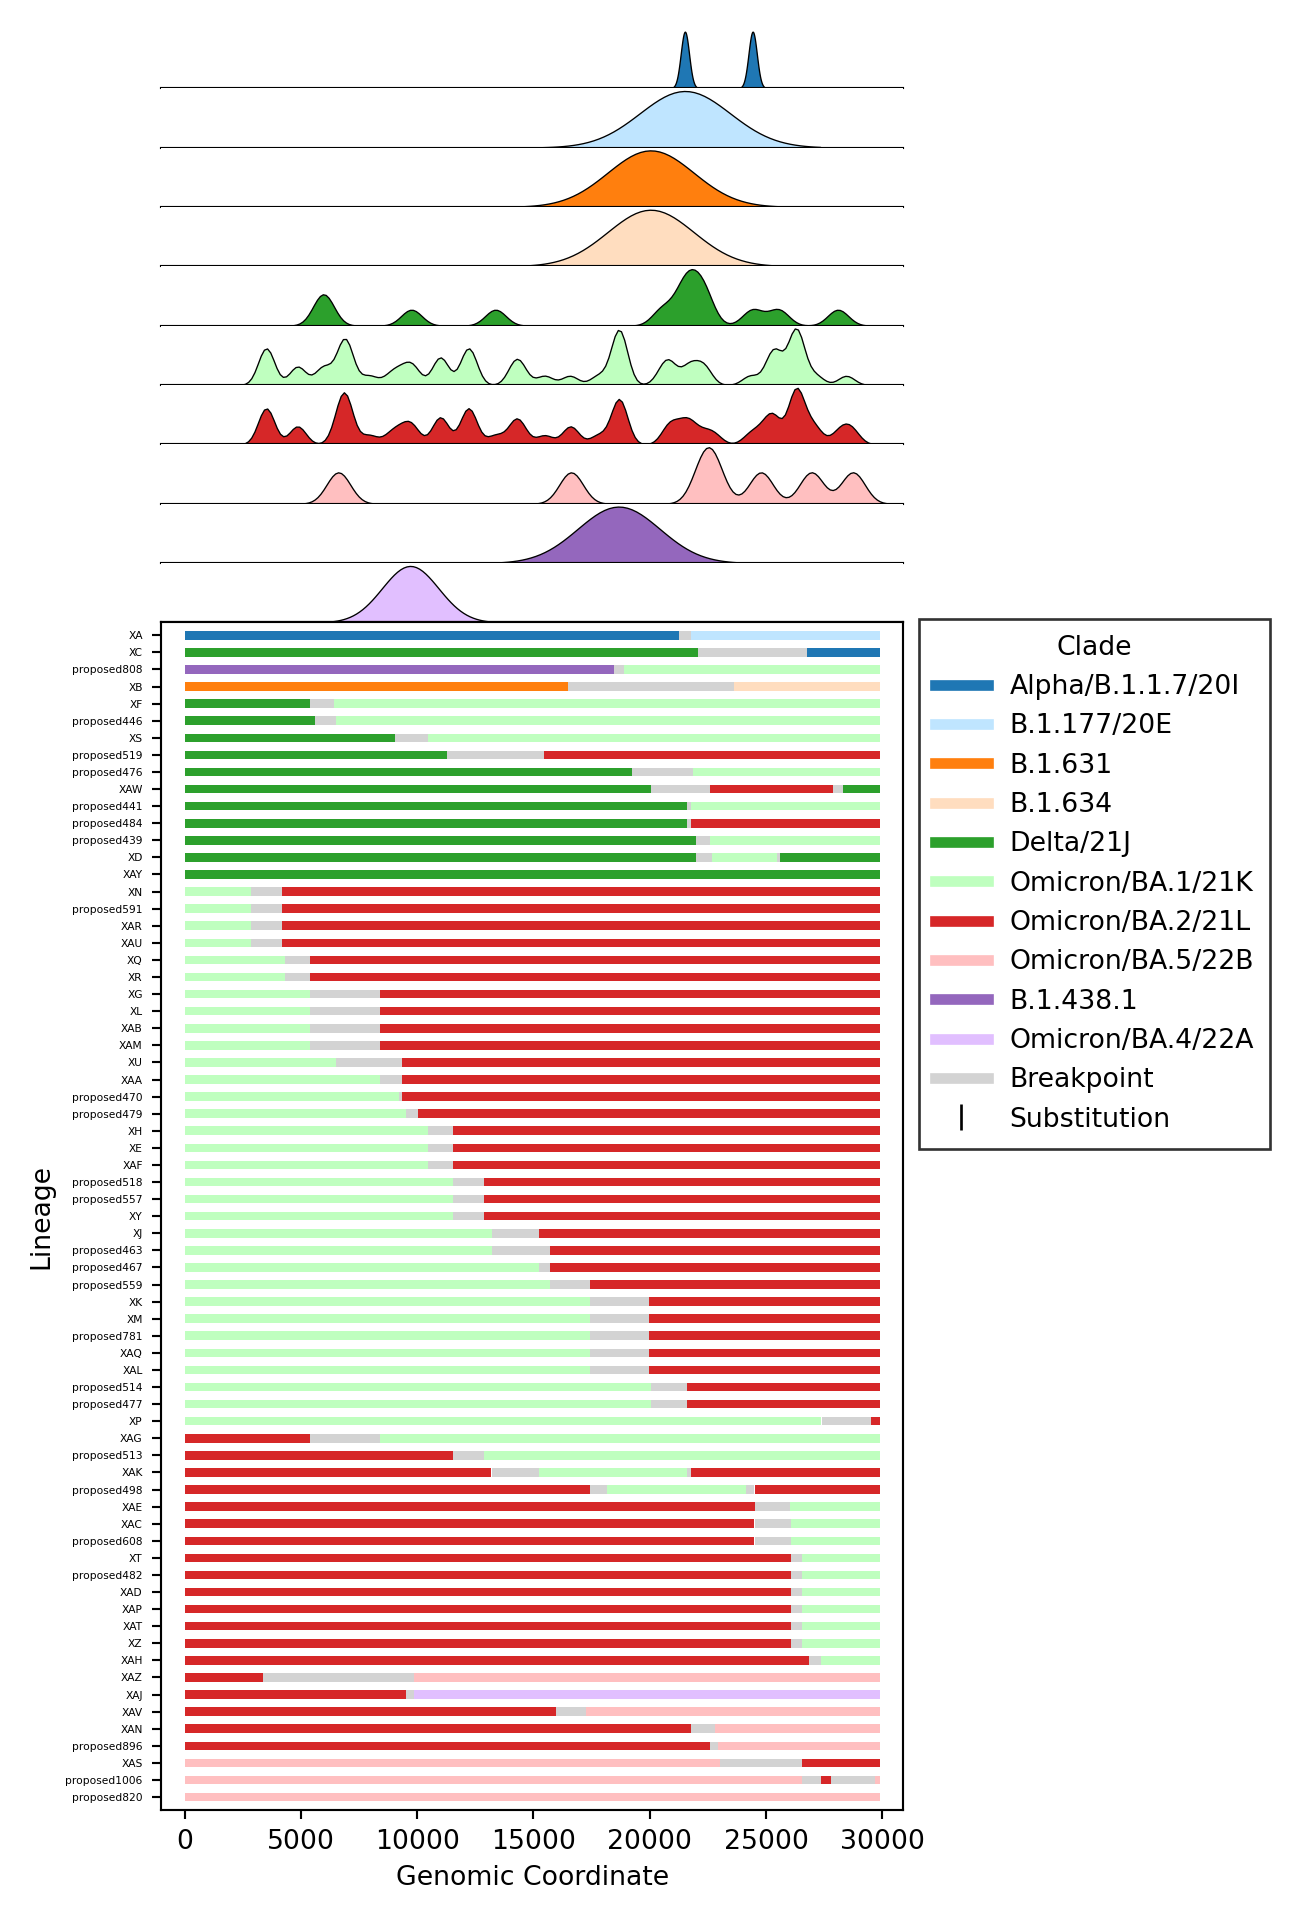 XA
XC
proposed808
XB
XF
proposed446
XS
proposed519
proposed476
XAW
proposed441
proposed484
proposed439
XD
XAY
XN
proposed591
XAR
XAU
XQ
XR
XG
XL
XAB
XAM
XU
XAA
proposed470
proposed479
XH
XE
XAF
proposed518
proposed557
XY
XJ
proposed463
proposed467
proposed559
XK
XM
proposed781
XAQ
XAL
proposed514
proposed477
XP
XAG
proposed513
XAK
proposed498
XAE
XAC
proposed608
XT
proposed482
XAD
XAP
XAT
XZ
XAH
XAZ
XAJ
XAV
XAN
proposed896
XAS
proposed1006
proposed820
Lineage
0 5000 10000 15000 20000 25000 30000
Genomic Coordinate
Clade
Alpha/B.1.1.7/20I
B.1.177/20E
B.1.631
B.1.634
Delta/21J
Omicron/BA.1/21K
Omicron/BA.2/21L
Omicron/BA.5/22B
B.1.438.1
Omicron/BA.4/22A
Breakpoint
Substitution